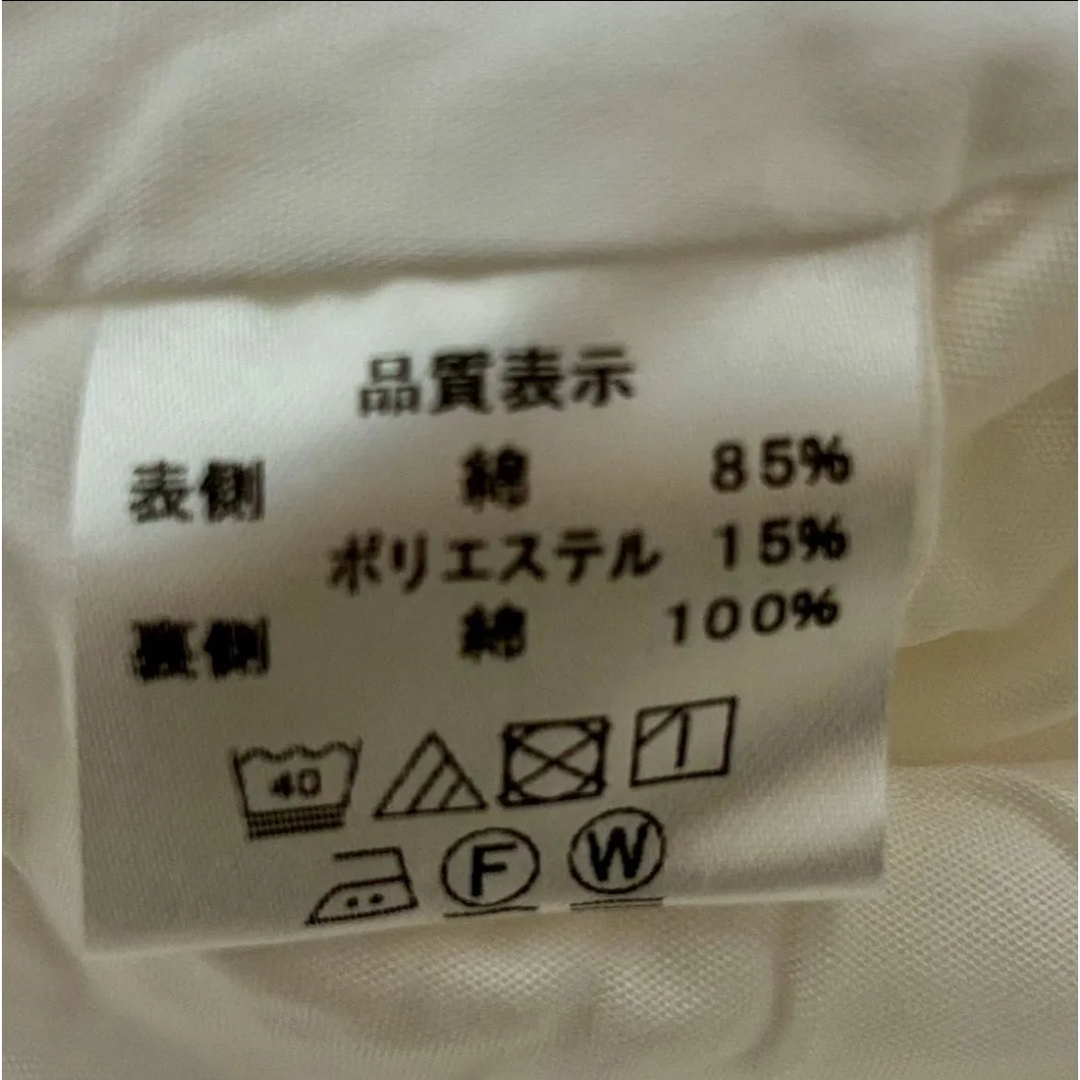 品質表示
表側 綿 85%
ポリエステル 15%
裏側 綿 100%
40
F W